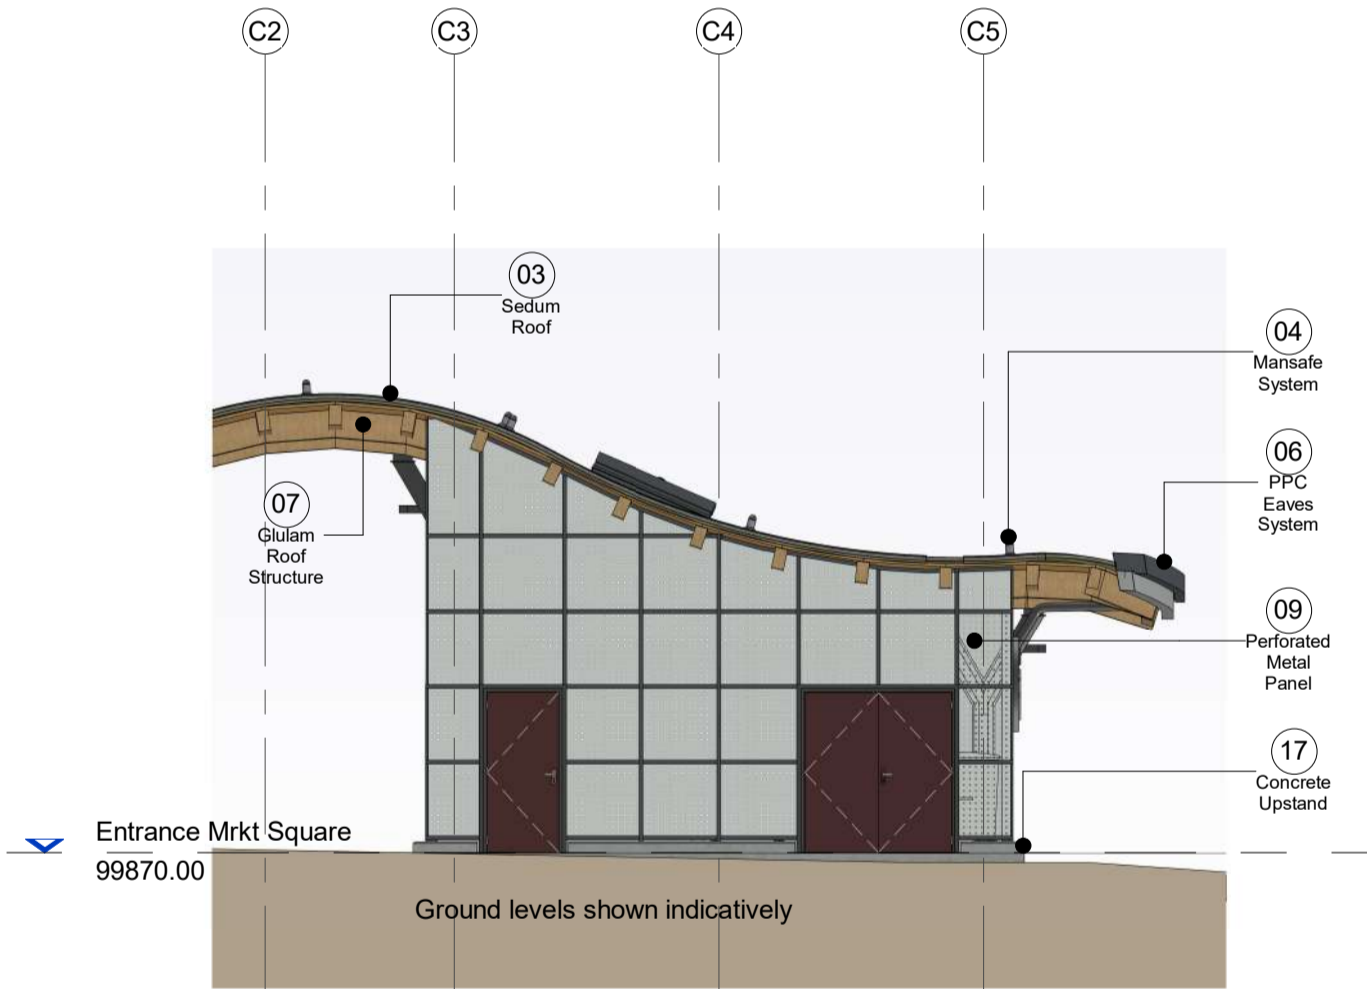 C2
C3
C4
C5
03
Sedum
Roof
04
Mansafe
System
06
PPC
Eaves
System
07
Glulam
Roof
Structure
09
Perforated
Metal
Panel
17
Concrete
Upstand
Entrance Mrkt Square
99870.00
Ground levels shown indicatively